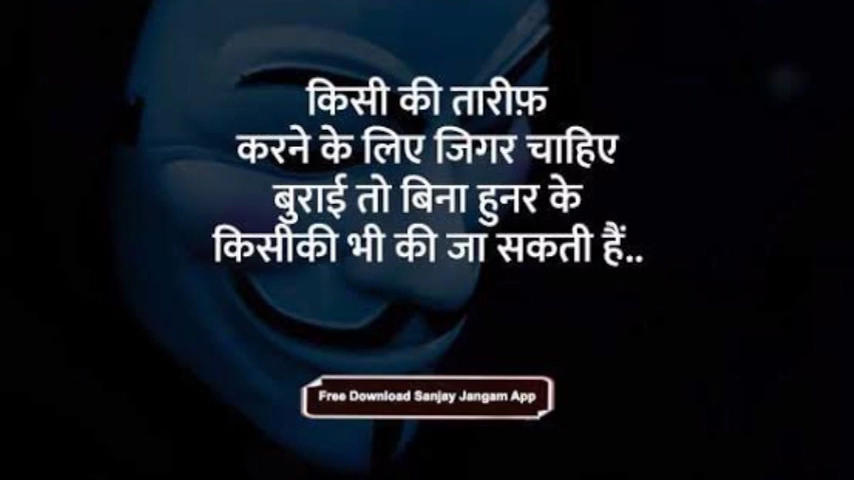 किसी की तारीफ़
करने के लिए जिगर चाहिए
बुराई तो बिना हुनर के
किसीकी भी की जा सकती हैं..
Free Download Sanjay Jangam App